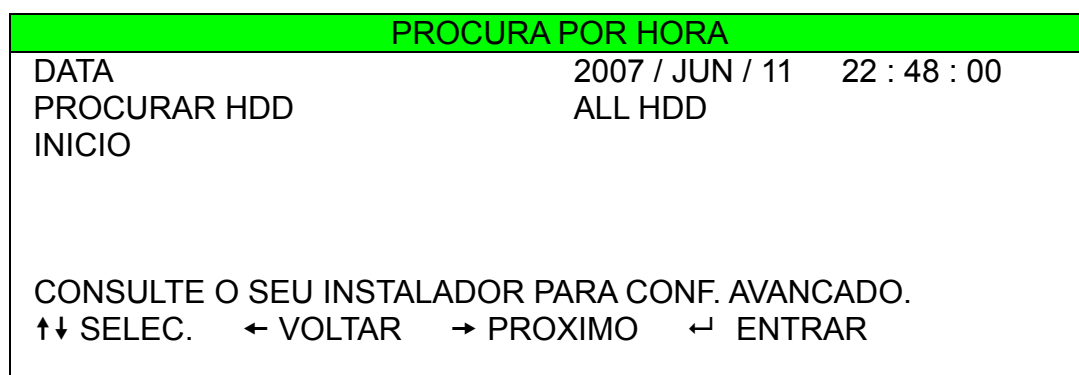 PROCURA POR HORA
DATA 2007 / JUN / 11 22 : 48 : 00
PROCURAR HDD ALL HDD
INICIO
CONSULTE O SEU INSTALADOR PARA CONF. AVANCADO.
↑↓ SELEC. ← VOLTAR → PROXIMO ↵ ENTRAR